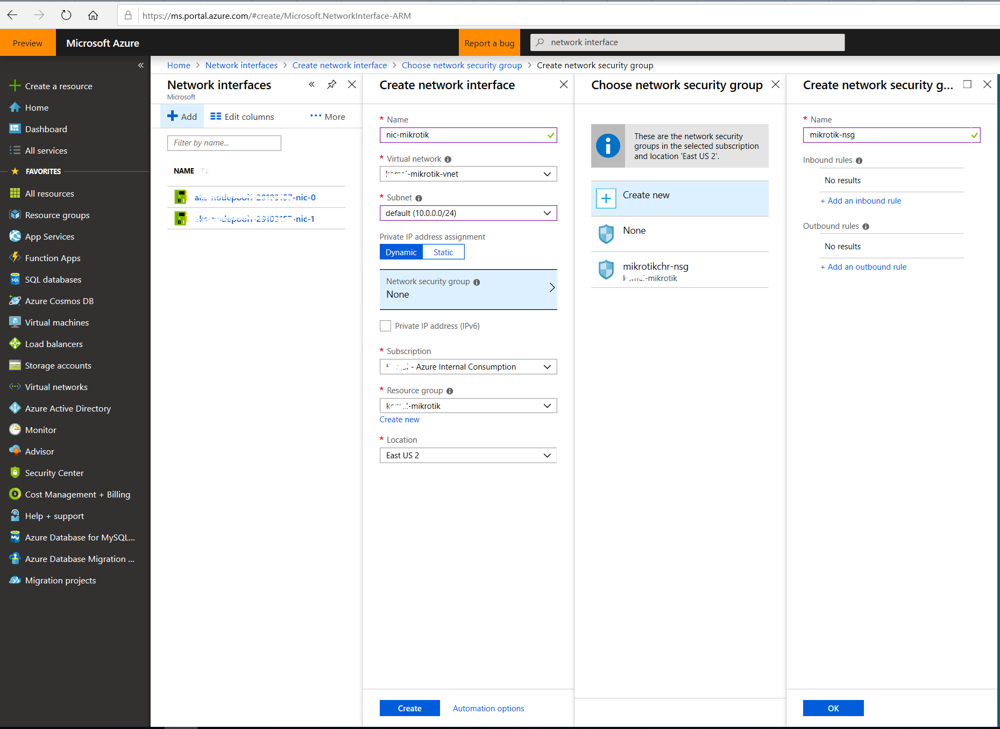 https://ms.portal.azure.com/#create/Microsoft.NetworkInterface-ARM
Preview
Microsoft Azure
Report a bug
network interface
«
Create a resource
Home
Dashboard
All services
FAVORITES
All resources
Resource groups
App Services
Function Apps
SQL databases
Azure Cosmos DB
Virtual machines
Load balancers
Storage accounts
Virtual networks
Azure Active Directory
Monitor
Advisor
Security Center
Cost Management + Billing
Help + support
Azure Database for MySQL...
Azure Database Migration ...
Migration projects
Home > Network interfaces > Create network interface > Choose network security group > Create network security group
Network interfaces
Microsoft
Add
Edit columns
More
Filter by name...
NAME
-nic-0
-nic-1
Create network interface
* Name
nic-mikrotik
* Virtual network
-mikrotik-vnet
* Subnet
default (10.0.0.0/24)
Private IP address assignment
Dynamic
Static
Network security group
None
Private IP address (IPv6)
* Subscription
- Azure Internal Consumption
* Resource group
-mikrotik
Create new
* Location
East US 2
Create
Automation options
Choose network security group
These are the network security
groups in the selected subscription
and location 'East US 2'.
Create new
None
mikrotikchr-nsg
-mikrotik
Create network security g...
* Name
mikrotik-nsg
Inbound rules
No results
+ Add an inbound rule
Outbound rules
No results
+ Add an outbound rule
OK